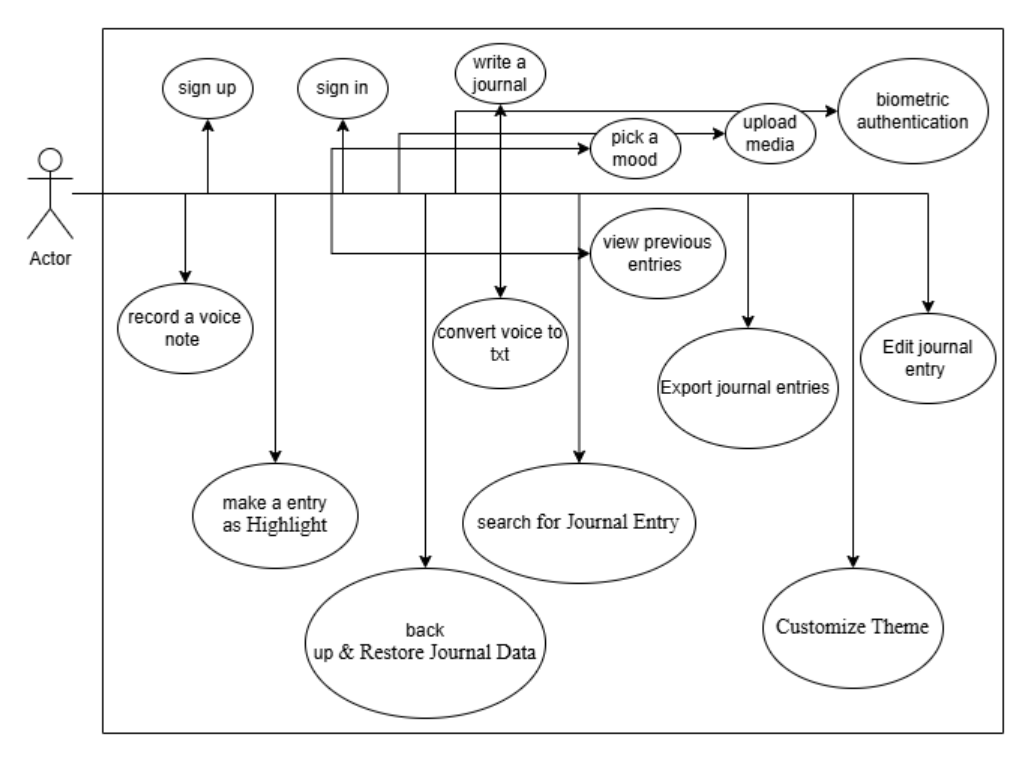 sign up
sign in
write a
journal
biometric
authentication
upload
media
pick a
mood
Actor
view previous
entries
record a voice
note
convert voice to
txt
Export journal entries
Edit journal
entry
make a entry
as Highlight
search for Journal Entry
back
up & Restore Journal Data
Customize Theme